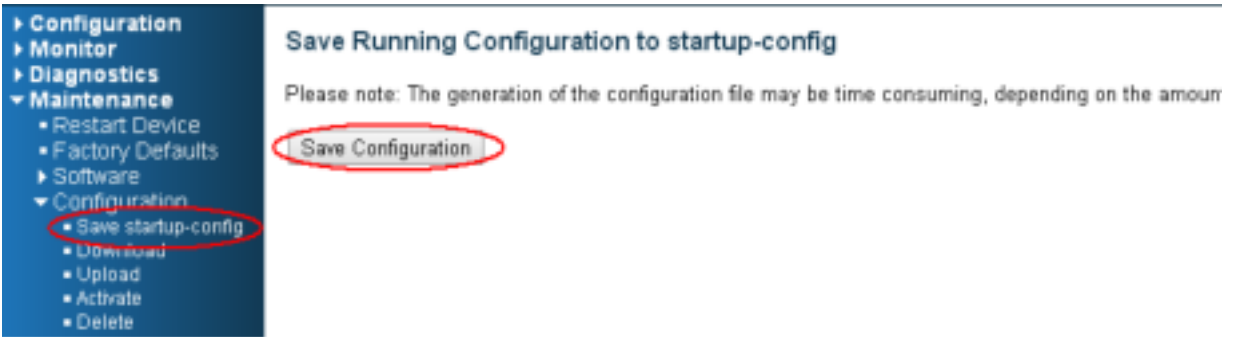 Configuration
Monitor
Diagnostics
Maintenance
Restart Device
Factory Defaults
Software
Configuration
Save startup-config
Download
Upload
Activate
Delete
Save Running Configuration to startup-config
Please note: The generation of the configuration file may be time consuming, depending on the amoun
Save Configuration